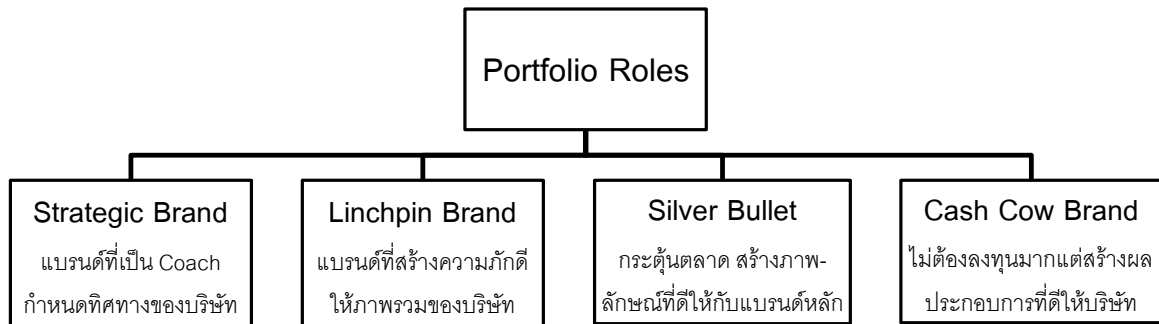 Portfolio Roles
Strategic Brand
แบรนด์ที่เป็น Coach
กำหนดทิศทางของบริษัท
Linchpin Brand
แบรนด์ที่สร้างความภักดี
ให้ภาพรวมของบริษัท
Silver Bullet
กระตุ้นตลาด สร้างภาพ-
ลักษณ์ที่ดีให้กับแบรนด์หลัก
Cash Cow Brand
ไม่ต้องลงทุนมากแต่สร้างผล
ประกอบการที่ดีให้บริษัท